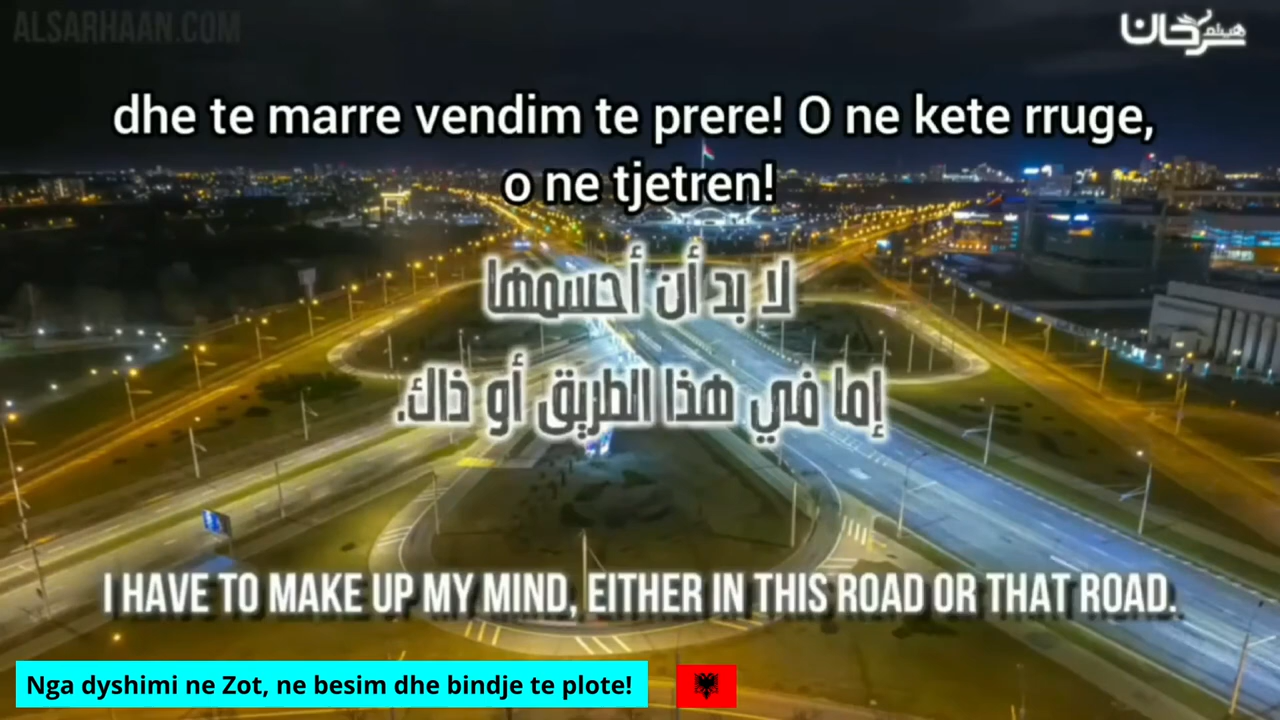 ALSARHAAN.COM
هيثم سرحان
dhe te marre vendim te prere! O ne kete rruge,
o ne tjetren!
لا بد أن أحسمها
إما في هذا الطريق أو ذاك.
I HAVE TO MAKE UP MY MIND, EITHER IN THIS ROAD OR THAT ROAD.
Nga dyshimi ne Zot, ne besim dhe bindje te plote!